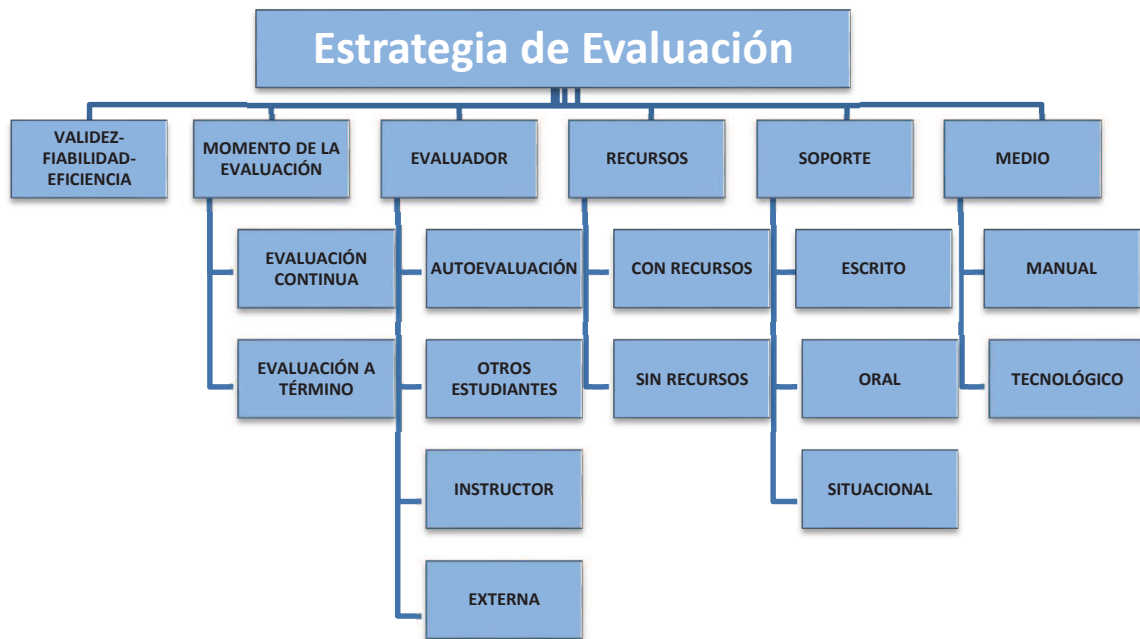 Estrategia de Evaluación
VALIDEZ-
FIABILIDAD-
EFICIENCIA
MOMENTO DE LA
EVALUACIÓN
EVALUADOR
RECURSOS
SOPORTE
MEDIO
EVALUACIÓN
CONTINUA
AUTOEVALUACIÓN
CON RECURSOS
ESCRITO
MANUAL
EVALUACIÓN A
TÉRMINO
OTROS
ESTUDIANTES
SIN RECURSOS
ORAL
TECNOLÓGICO
INSTRUCTOR
SITUACIONAL
EXTERNA